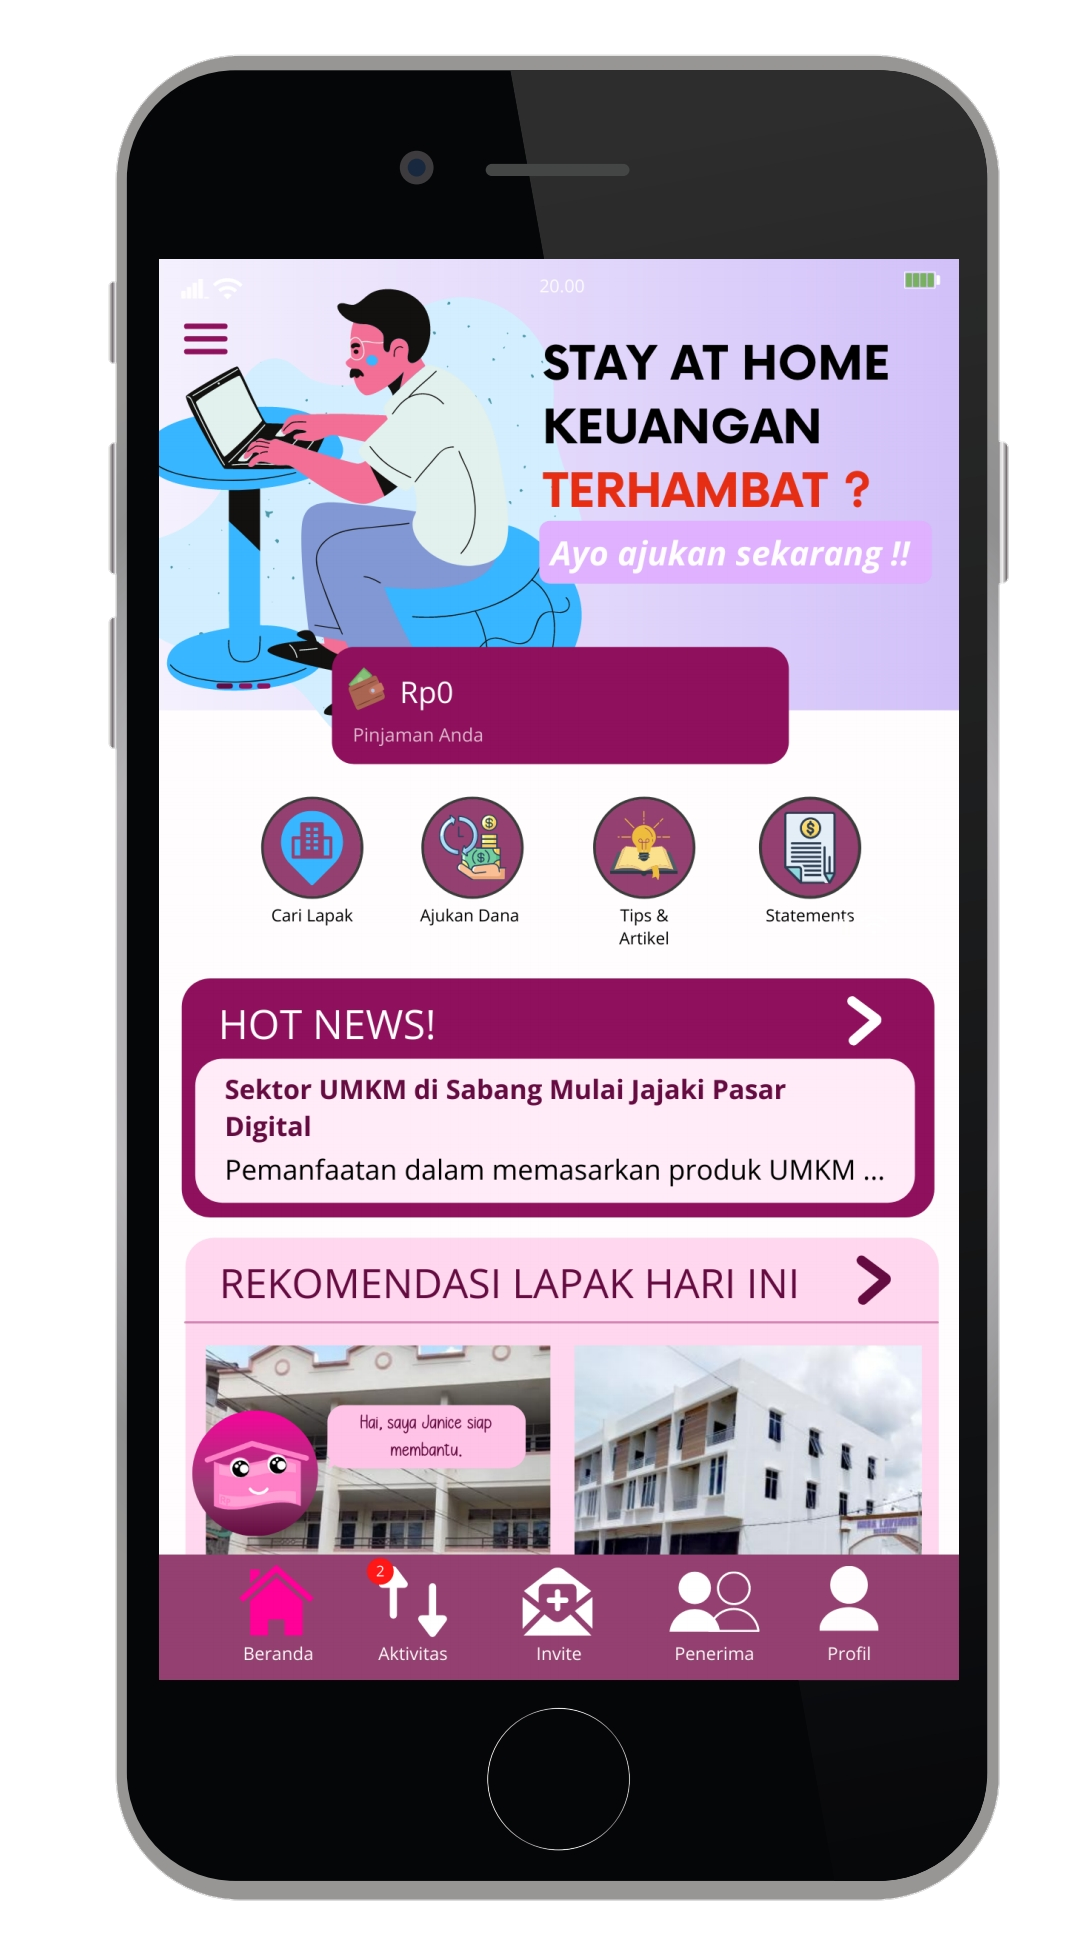 20.00
STAY AT HOME
KEUANGAN
TERHAMBAT ?
Ayo ajukan sekarang !!
Rp0
Pinjaman Anda
Cari Lapak
Ajukan Dana
Tips &
Artikel
Statements
HOT NEWS!
Sektor UMKM di Sabang Mulai Jajaki Pasar
Digital
Pemanfaatan dalam memasarkan produk UMKM ...
REKOMENDASI LAPAK HARI INI
Hai, saya Janice siap
membantu.
2
Beranda
Aktivitas
Invite
Penerima
Profil